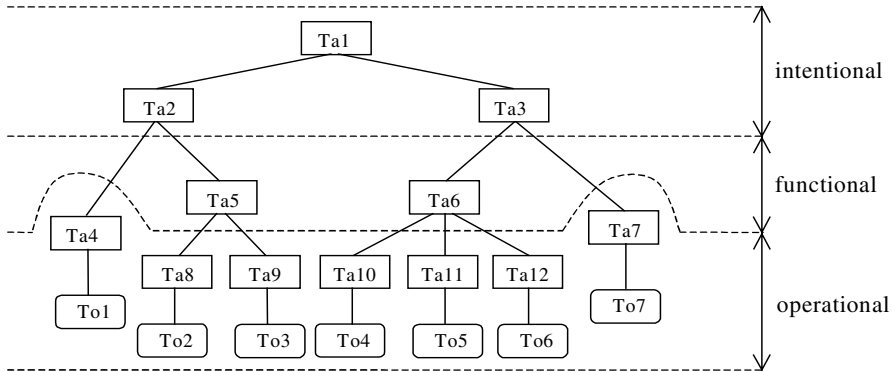 Ta1
intentional
Ta2
Ta3
Ta5
Ta6
functional
Ta4
Ta7
Ta8
Ta9
Ta10
Ta11
Ta12
To1
To7
operational
To2
To3
To4
To5
To6